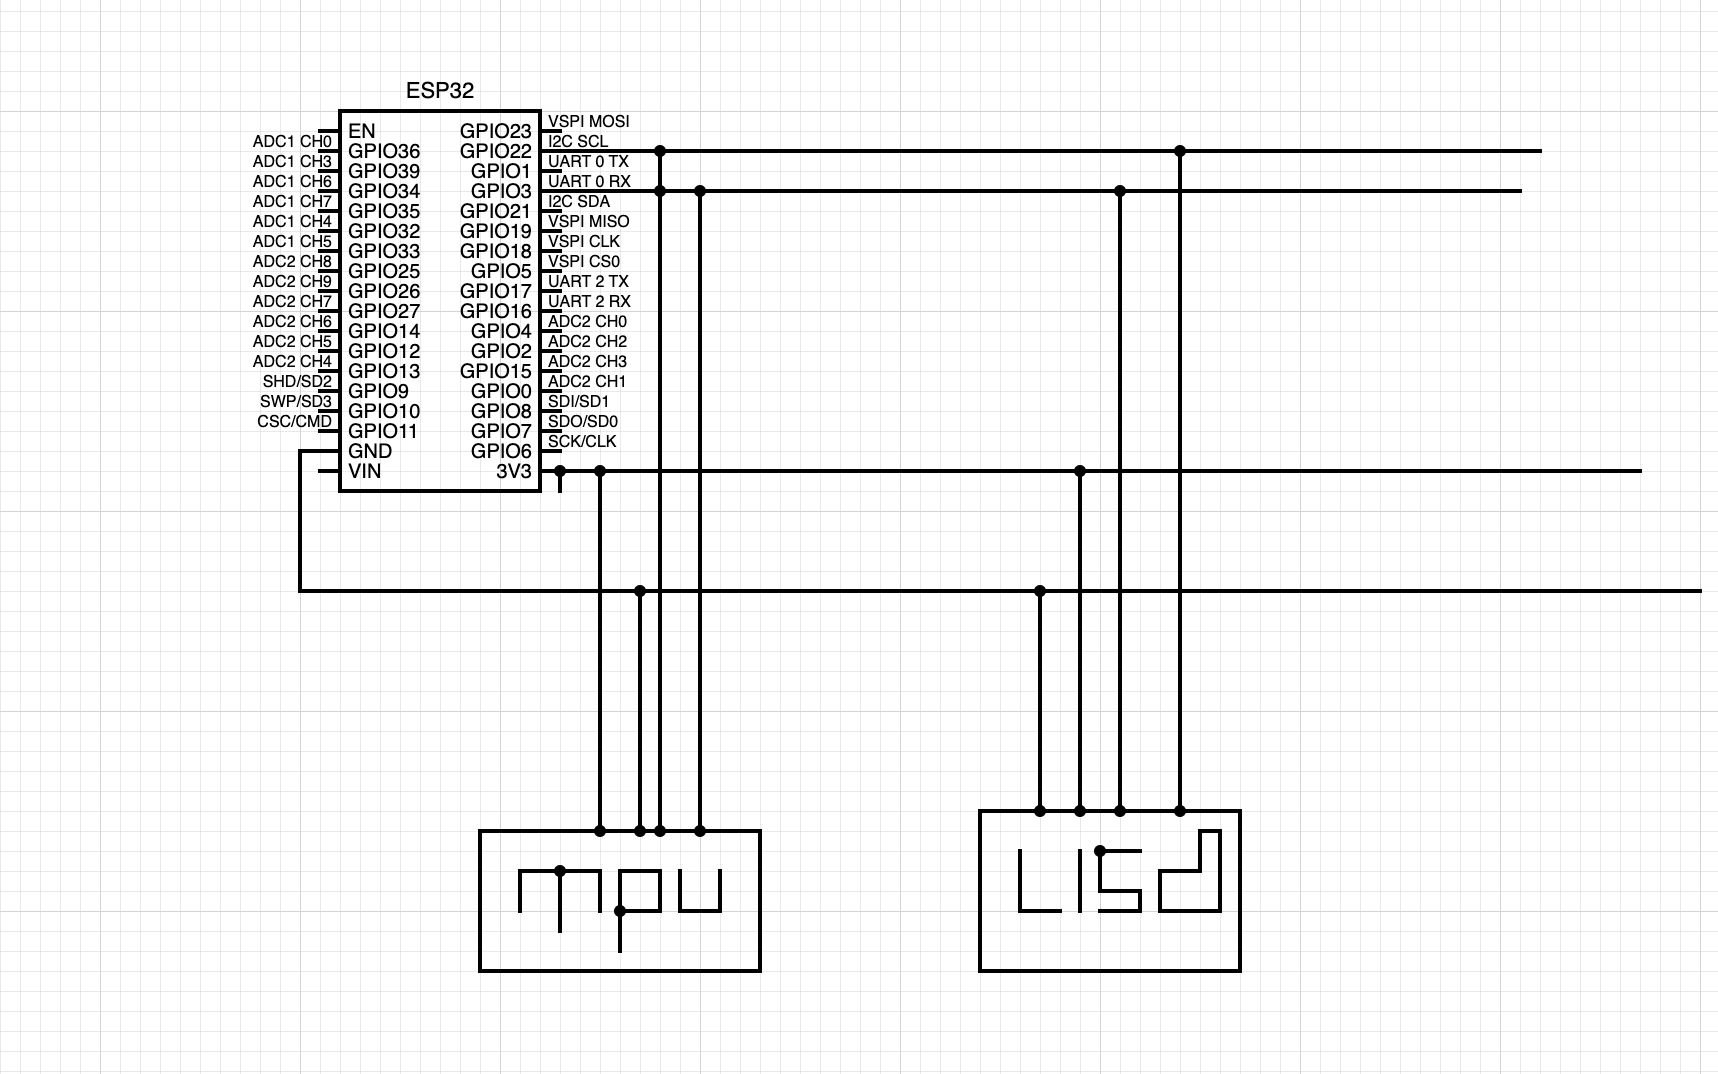 ESP32
EN GPIO23 VSPI MOSI
ADC1 CH0 GPIO36 GPIO22 I2C SCL
ADC1 CH3 GPIO39 GPIO1 UART 0 TX
ADC1 CH6 GPIO34 GPIO3 UART 0 RX
ADC1 CH7 GPIO35 GPIO21 I2C SDA
ADC1 CH4 GPIO32 GPIO19 VSPI MISO
ADC1 CH5 GPIO33 GPIO18 VSPI CLK
ADC2 CH8 GPIO25 GPIO5 VSPI CS0
ADC2 CH9 GPIO26 GPIO17 UART 2 TX
ADC2 CH7 GPIO27 GPIO16 UART 2 RX
ADC2 CH6 GPIO14 GPIO4 ADC2 CH0
ADC2 CH5 GPIO12 GPIO2 ADC2 CH2
ADC2 CH4 GPIO13 GPIO15 ADC2 CH3
SHD/SD2 GPIO9 GPIO0 ADC2 CH1
SWP/SD3 GPIO10 GPIO8 SDI/SD1
CSC/CMD GPIO11 GPIO7 SDO/SD0
GND GPIO6 SCK/CLK
VIN 3V3
mpu
LISd